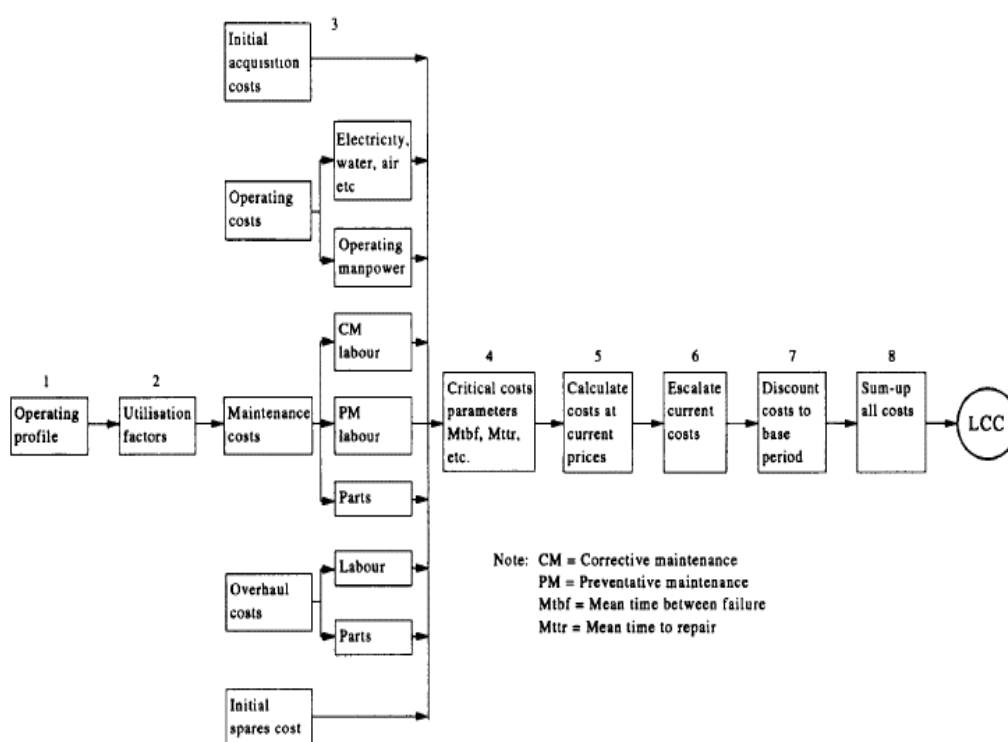 3
Initial
acquisition
costs
Electricity,
water, air
etc
Operating
costs
Operating
manpower
CM
labour
1
Operating
profile
2
Utilisation
factors
Maintenance
costs
PM
labour
Parts
4
Critical costs
parameters
Mtbf, Mttr,
etc.
5
Calculate
costs at
current
prices
6
Escalate
current
costs
7
Discount
costs to
base
period
8
Sum-up
all costs
LCC
Overhaul
costs
Labour
Parts
Initial
spares cost
Note: CM = Corrective maintenance
PM = Preventative maintenance
Mtbf = Mean time between failure
Mttr = Mean time to repair